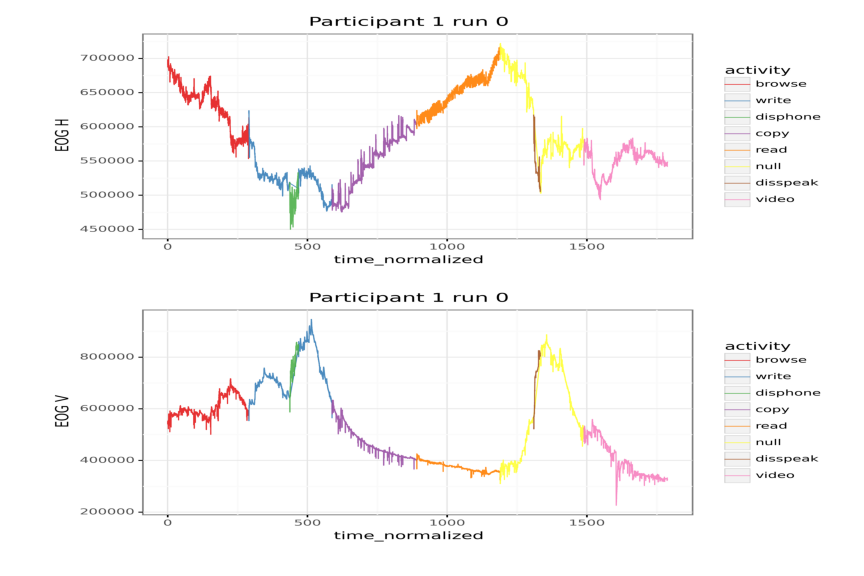 Participant 1 run 0
700000
650000
600000
550000
500000
450000
EOG H
0 500 1000 1500
time_normalized
activity
browse
write
disphone
copy
read
null
disspeak
video
Participant 1 run 0
800000
600000
400000
200000
EOG V
0 500 1000 1500
time_normalized
activity
browse
write
disphone
copy
read
null
disspeak
video